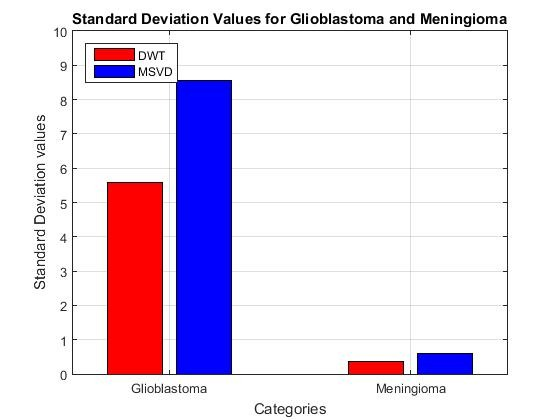 Standard Deviation Values for Glioblastoma and Meningioma
10
9
8
7
6
5
4
3
2
1
0
Standard Deviation values
DWT
MSVD
Glioblastoma
Meningioma
Categories